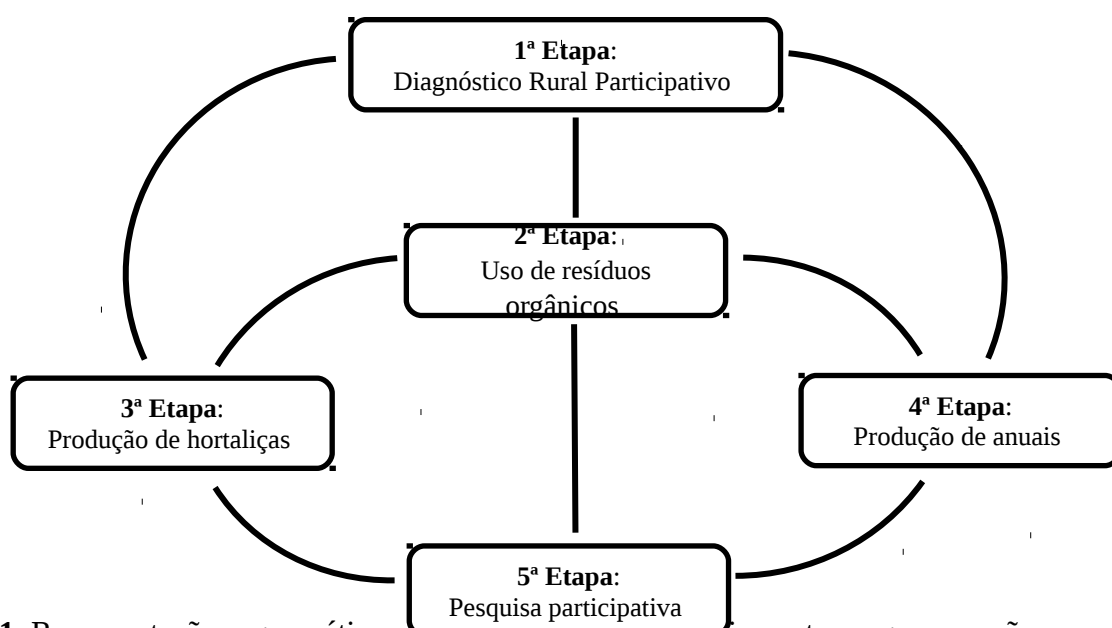 1ª Etapa:
Diagnóstico Rural Participativo
2ª Etapa:
Uso de resíduos
orgânicos
3ª Etapa:
Produção de hortaliças
4ª Etapa:
Produção de anuais
5ª Etapa:
Pesquisa participativa